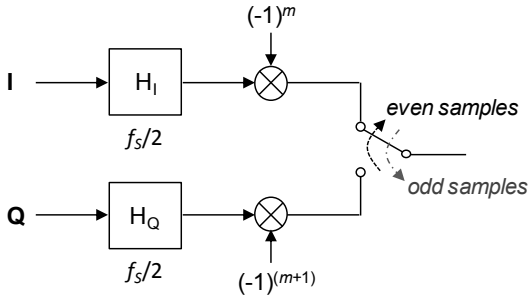 (-1)^m
I
H_I
f_S/2
even samples
odd samples
Q
H_Q
f_S/2
(-1)^(m+1)